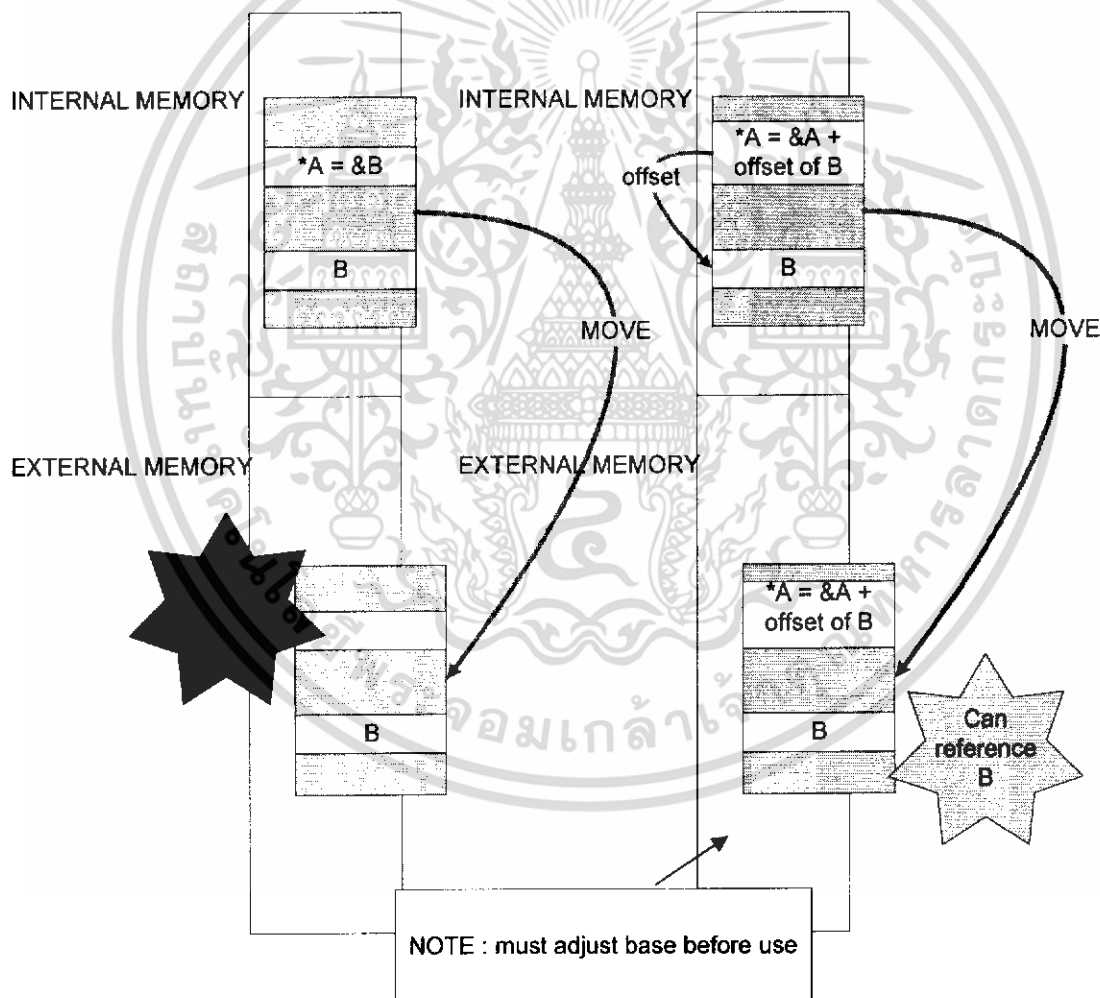 INTERNAL MEMORY
*A = &B
B
MOVE
EXTERNAL MEMORY
B
INTERNAL MEMORY
*A = &A +
offset of B
offset
B
MOVE
EXTERNAL MEMORY
*A = &A +
offset of B
B
Can
reference
B
NOTE : must adjust base before use